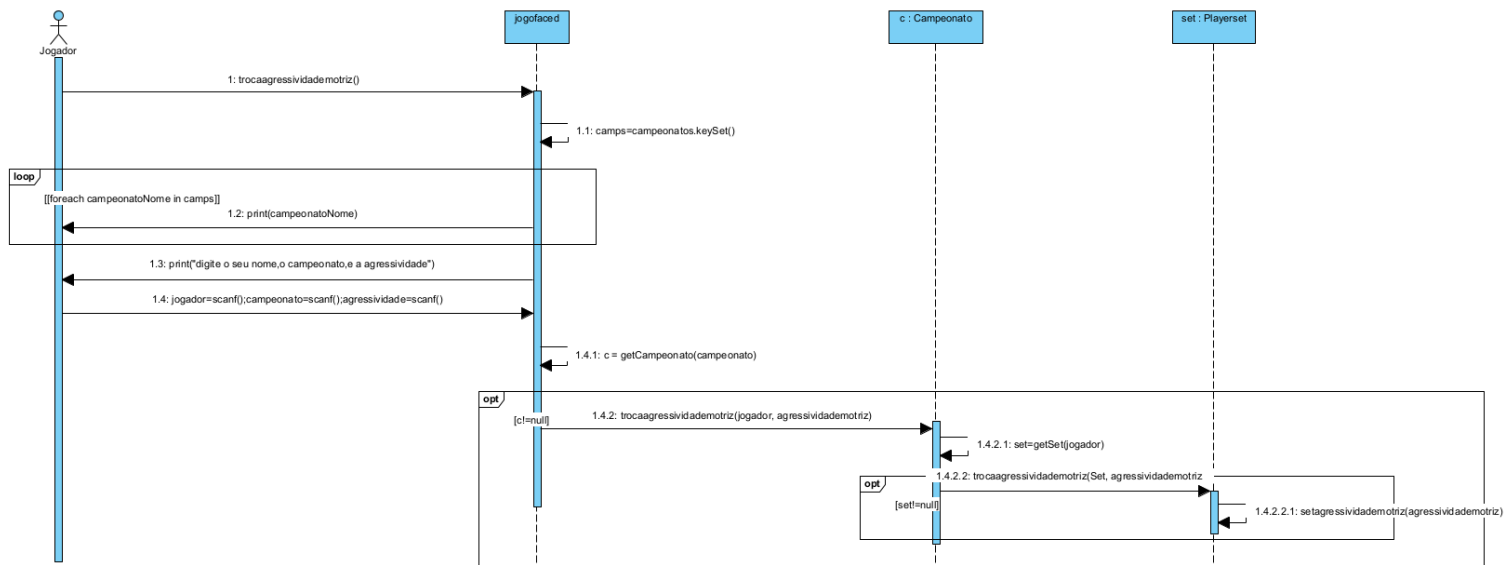 jogofaced
c : Campeonato
set : Playerset
Jogador
1: trocaagressividademotriz()
1.1: camps=campeonatos.keySet()
loop
[[foreach campeonatoNome in camps]]
1.2: print(campeonatoNome)
1.3: print("digite o seu nome,o campeonato,e a agressividade")
1.4: jogador=scanf();campeonato=scanf();agressividade=scanf()
1.4.1: c = getCampeonato(campeonato)
opt
[c!=null]
1.4.2: trocaagressividademotriz(jogador, agressividademotriz)
1.4.2.1: set=getSet(jogador)
opt
1.4.2.2: trocaagressividademotriz(Set, agressividademotriz
[set!=null]
1.4.2.2.1: setagressividademotriz(agressividademotriz)